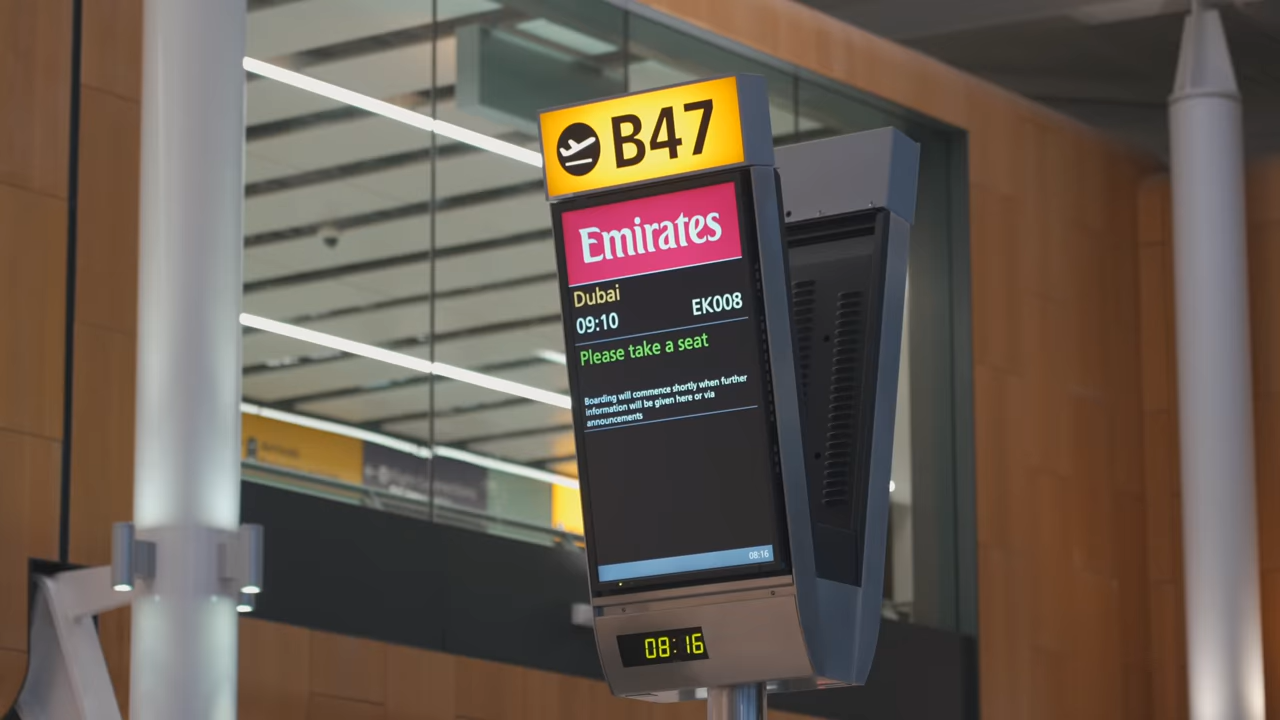 B47
Emirates
Dubai
09:10 EK008
Please take a seat
Boarding will commence shortly when further
information will be given here or via
announcements
08:16
08:16